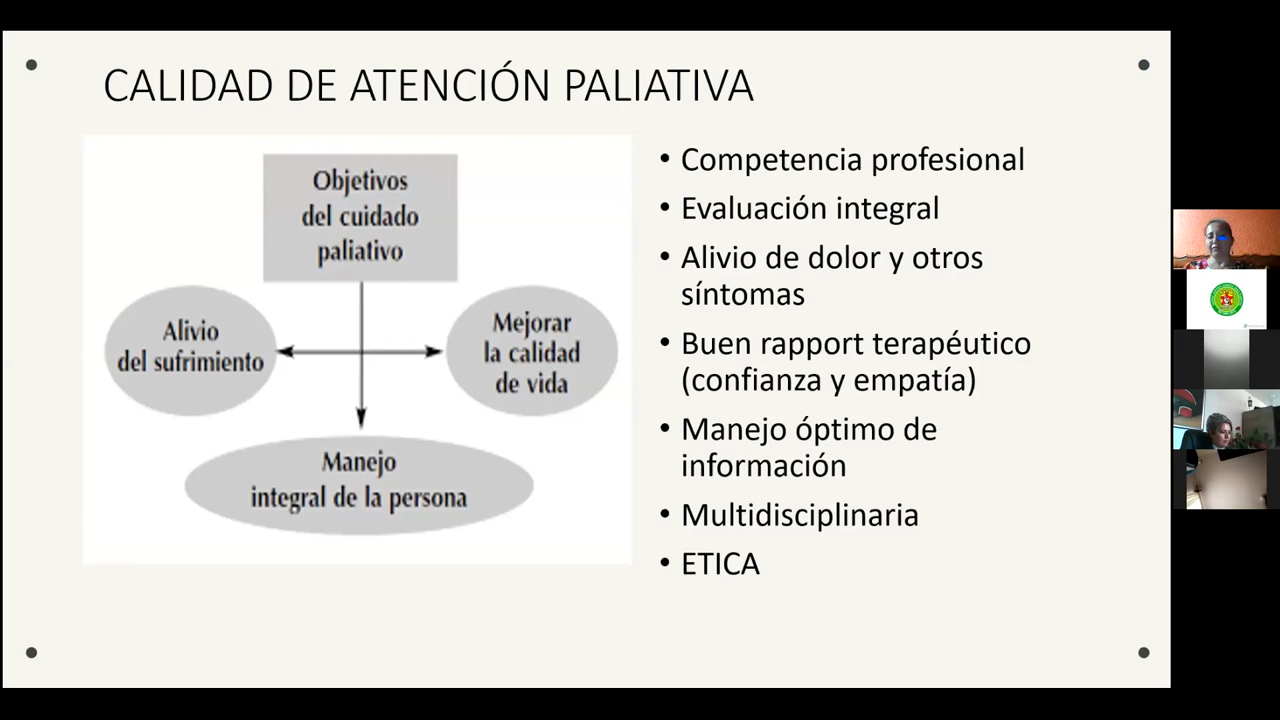 CALIDAD DE ATENCIÓN PALIATIVA
Objetivos
del cuidado
paliativo
Alivio
del sufrimiento
Mejorar
la calidad
de vida
Manejo
integral de la persona
• Competencia profesional
• Evaluación integral
• Alivio de dolor y otros
síntomas
• Buen rapport terapéutico
(confianza y empatía)
• Manejo óptimo de
información
• Multidisciplinaria
• ETICA